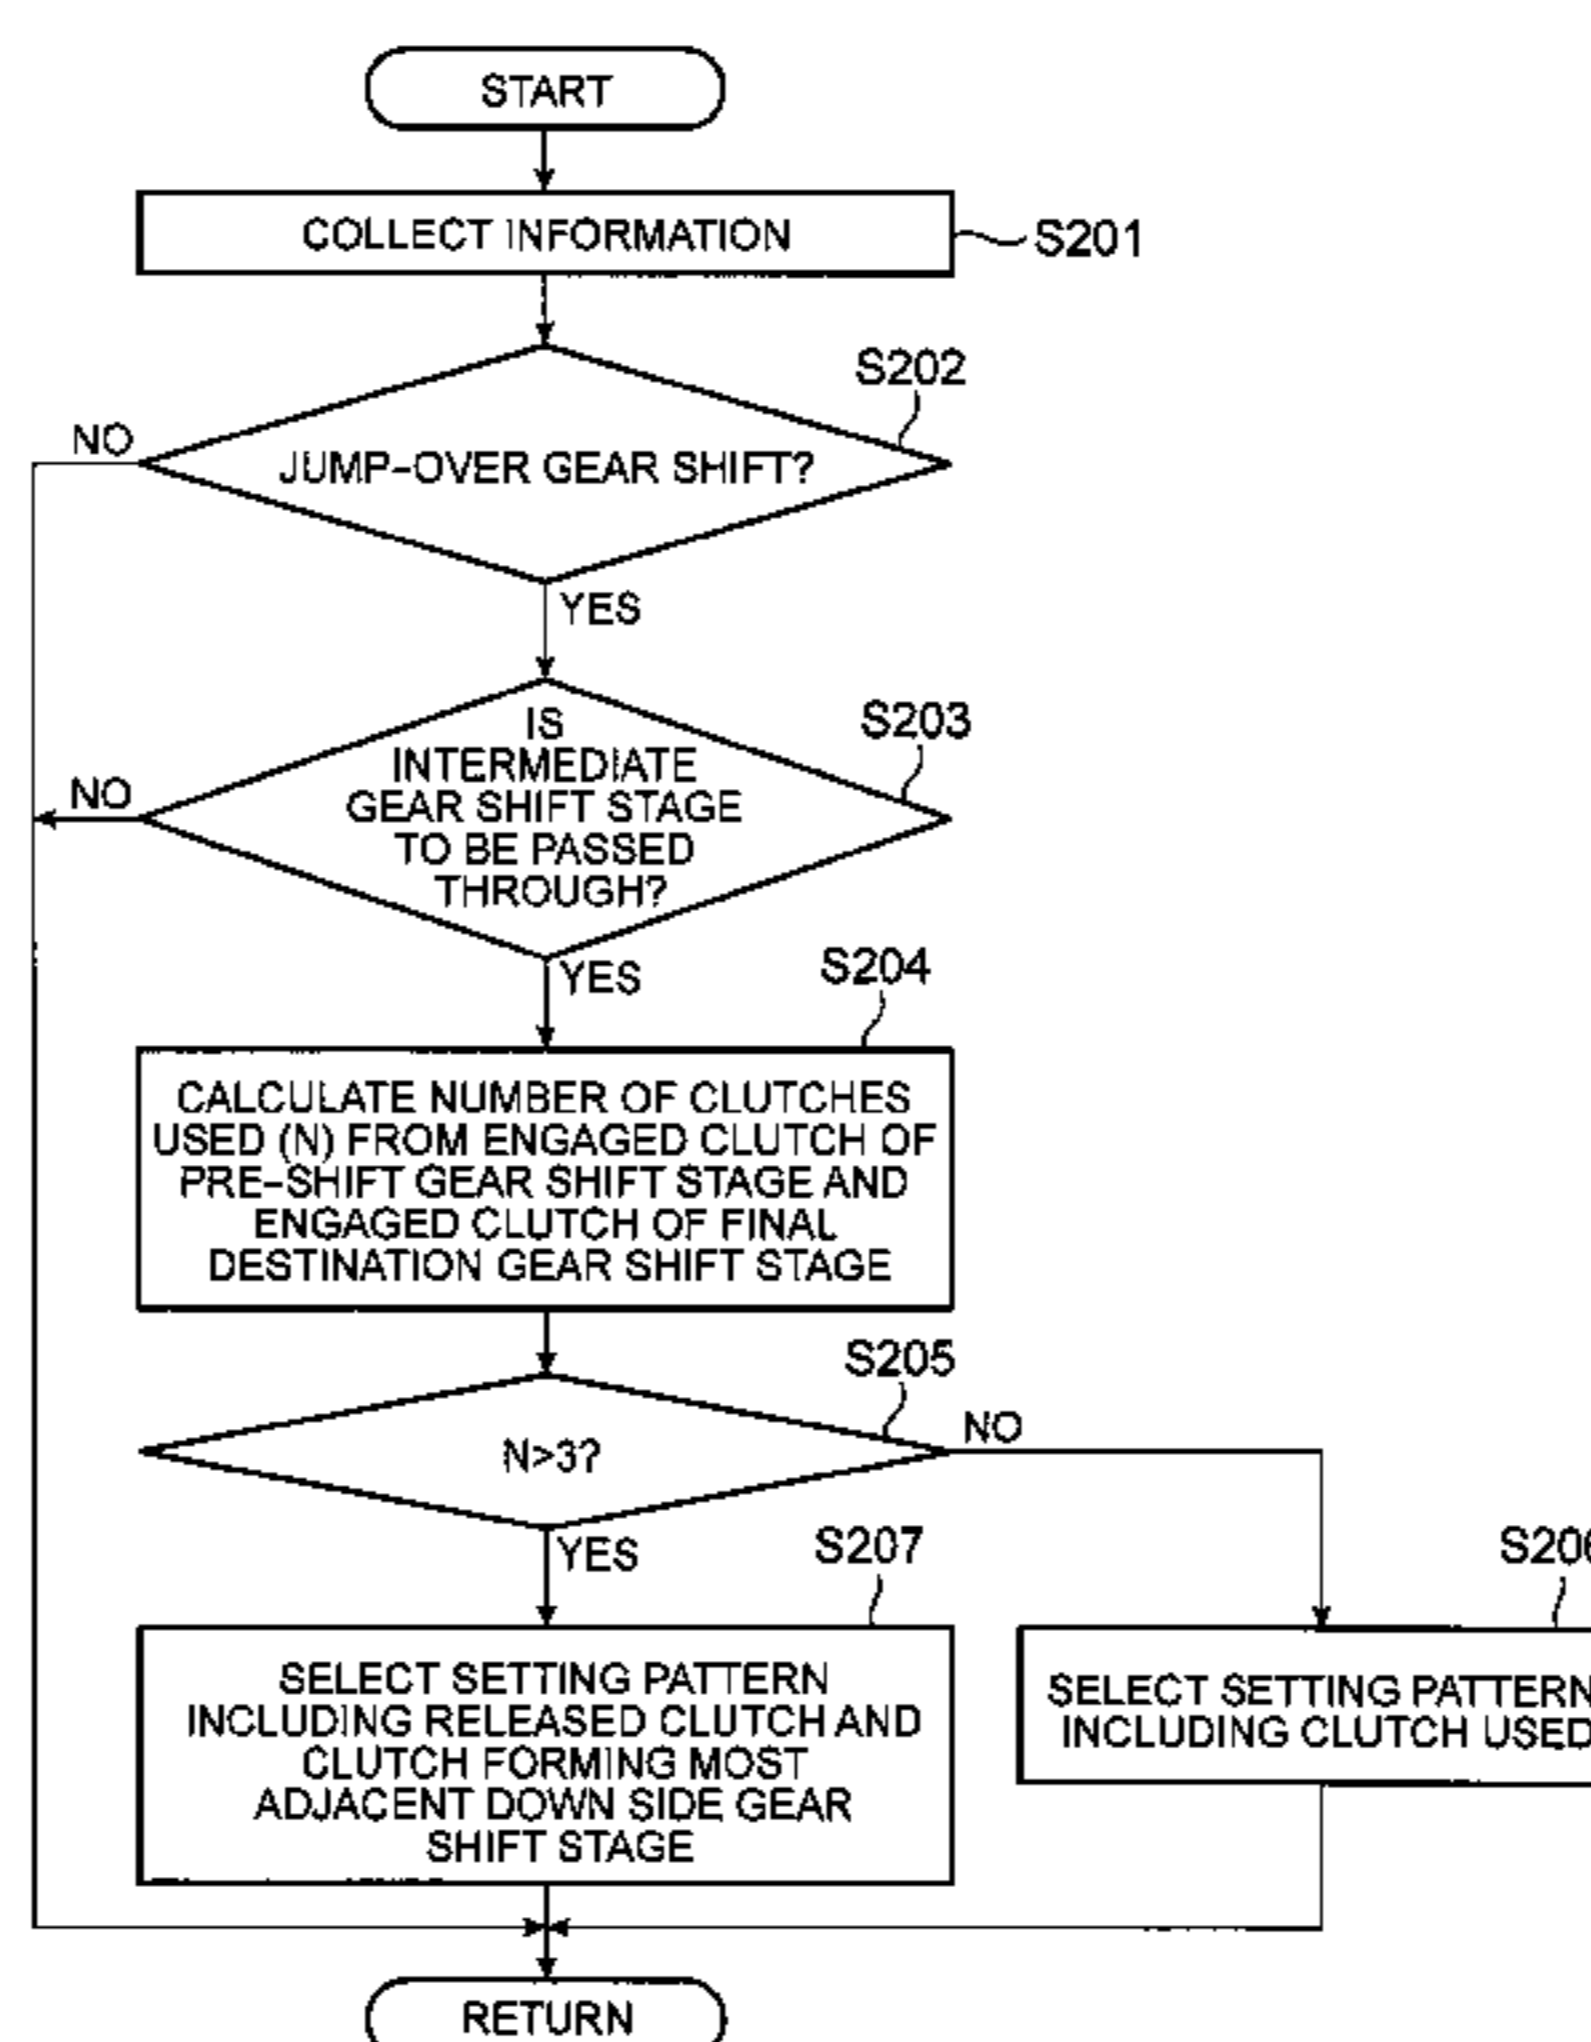 START
COLLECT INFORMATION
S201
S202
NO
JUMP-OVER GEAR SHIFT?
YES
S203
IS
INTERMEDIATE
GEAR SHIFT STAGE
TO BE PASSED
THROUGH?
NO
YES
S204
CALCULATE NUMBER OF CLUTCHES
USED (N) FROM ENGAGED CLUTCH OF
PRE-SHIFT GEAR SHIFT STAGE AND
ENGAGED CLUTCH OF FINAL
DESTINATION GEAR SHIFT STAGE
S205
N>3?
NO
YES
S207
S206
SELECT SETTING PATTERN
INCLUDING RELEASED CLUTCH AND
CLUTCH FORMING MOST
ADJACENT DOWN SIDE GEAR
SHIFT STAGE
SELECT SETTING PATTERN
INCLUDING CLUTCH USED
RETURN